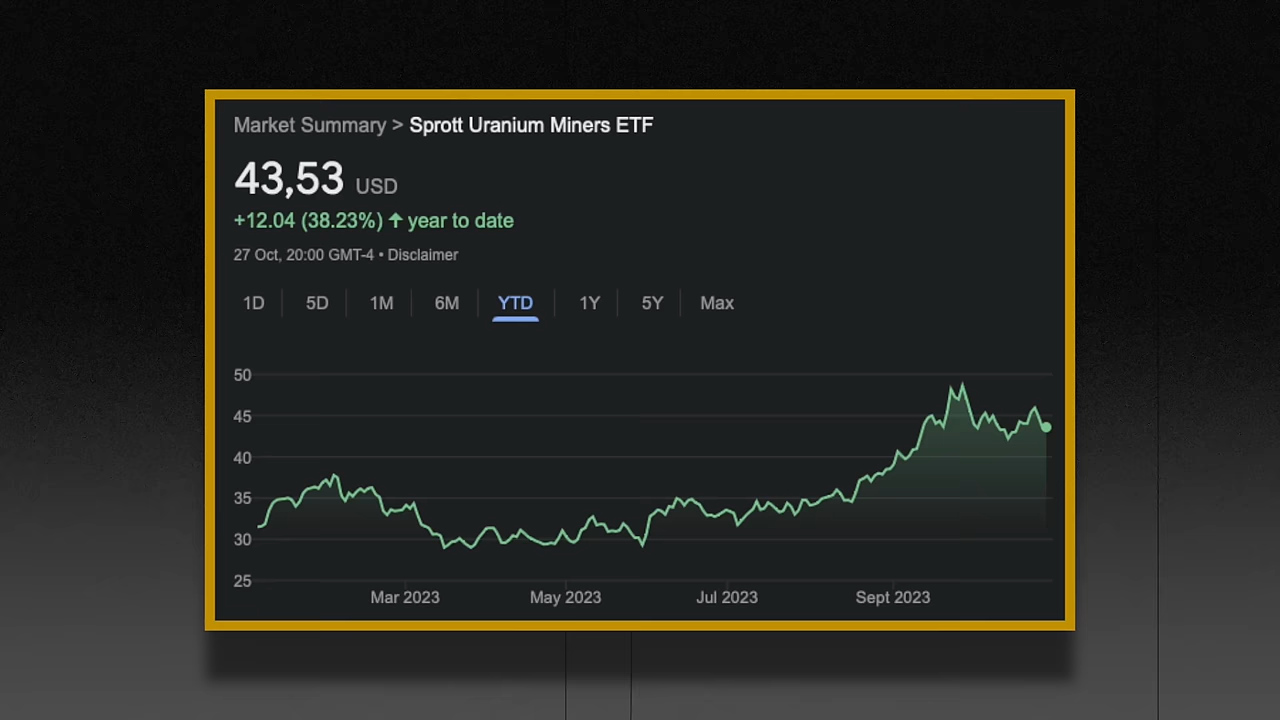 Market Summary > Sprott Uranium Miners ETF
43,53 USD
+12.04 (38.23%) ↑ year to date
27 Oct, 20:00 GMT-4 • Disclaimer
1D 5D 1M 6M YTD 1Y 5Y Max
50
45
40
35
30
25
Mar 2023 May 2023 Jul 2023 Sept 2023